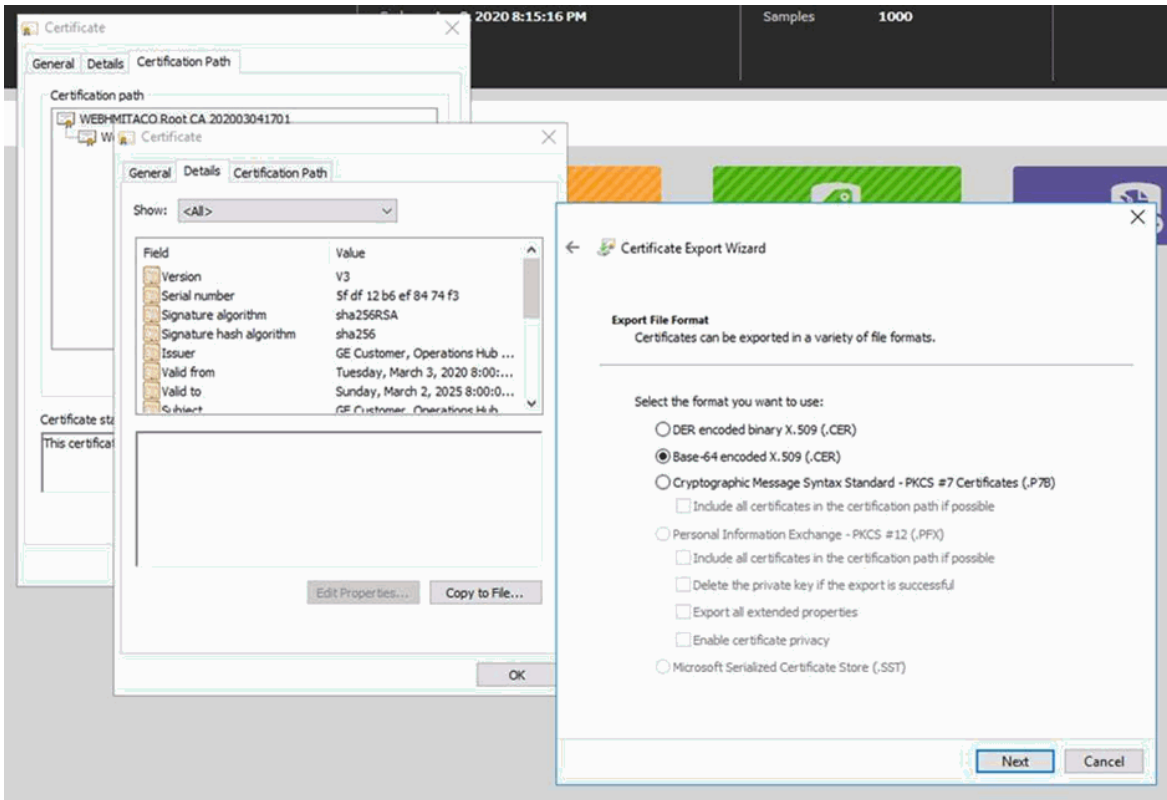 2020 8:15:16 PM
Samples 1000
Certificate
General Details Certification Path
Certification path
WEBHMITACO Root CA 202003041701
Certificate
General Details Certification Path
Show: <All>
Field Value
Version V3
Serial number 5f df 12 b6 ef 84 74 f3
Signature algorithm sha256RSA
Signature hash algorithm sha256
Issuer GE Customer, Operations Hub ...
Valid from Tuesday, March 3, 2020 8:00:...
Valid to Sunday, March 2, 2025 8:00:0...
Subject GE Customer, Operations Hub
Certificate sta
This certifica
Edit Properties... Copy to File...
OK
Certificate Export Wizard
Export File Format
Certificates can be exported in a variety of file formats.
Select the format you want to use:
DER encoded binary X.509 (.CER)
Base-64 encoded X.509 (.CER)
Cryptographic Message Syntax Standard - PKCS #7 Certificates (.P7B)
Include all certificates in the certification path if possible
Personal Information Exchange - PKCS #12 (.PFX)
Include all certificates in the certification path if possible
Delete the private key if the export is successful
Export all extended properties
Enable certificate privacy
Microsoft Serialized Certificate Store (.SST)
Next Cancel